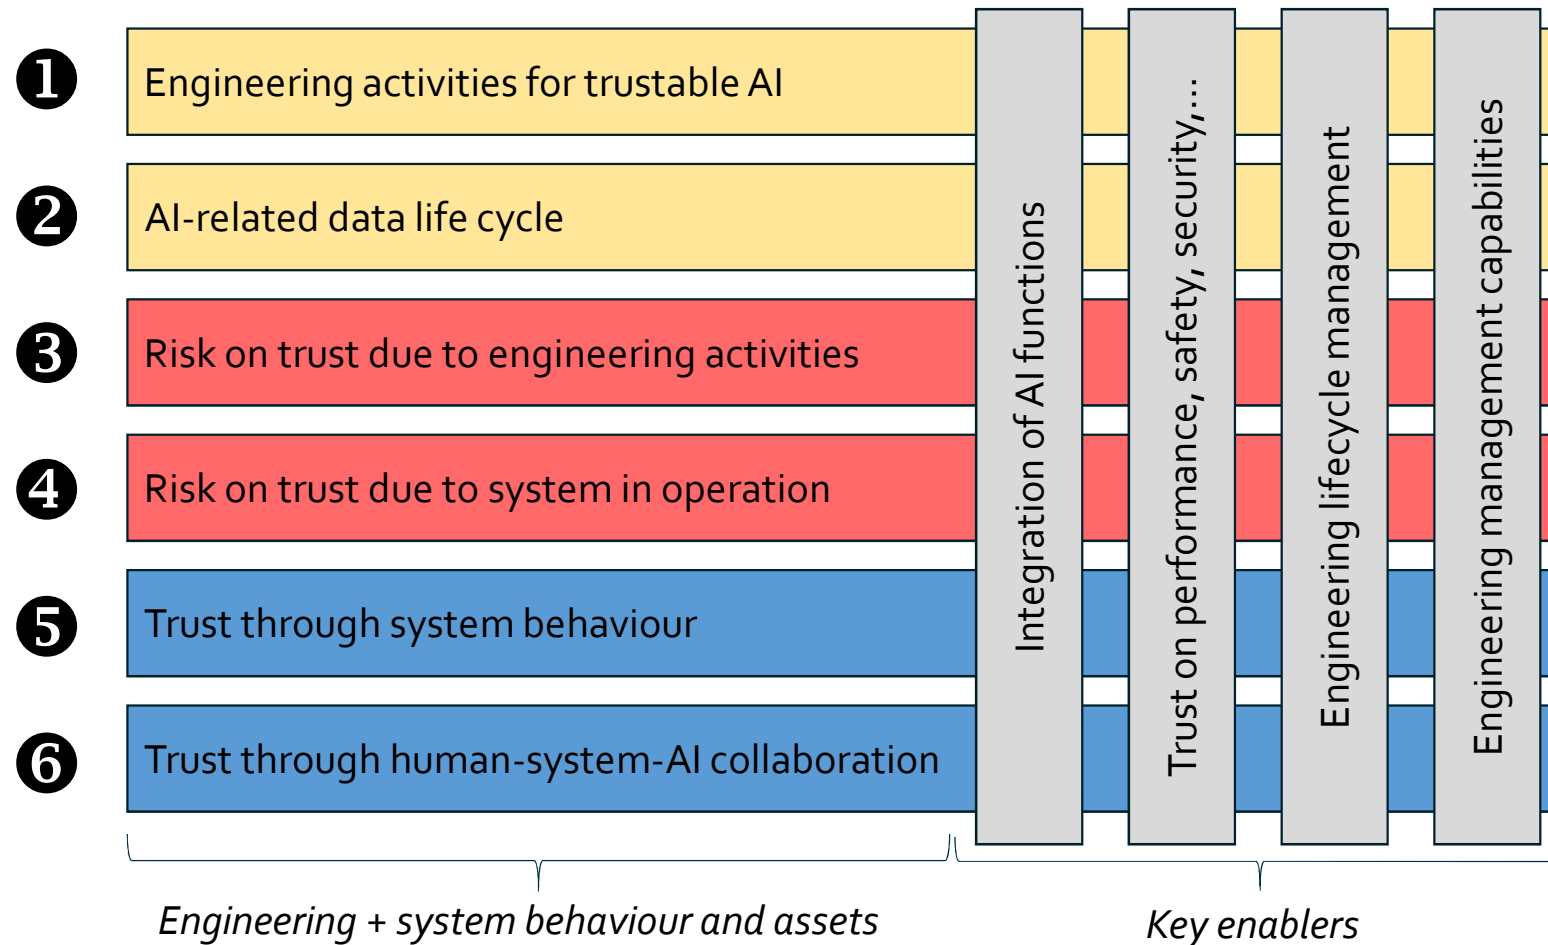 ❶
Engineering activities for trustable AI
❷
AI-related data life cycle
❸
Risk on trust due to engineering activities
❹
Risk on trust due to system in operation
❺
Trust through system behaviour
❻
Trust through human-system-AI collaboration
Integration of AI functions
Trust on performance, safety, security,...
Engineering lifecycle management
Engineering management capabilities
Engineering + system behaviour and assets
Key enablers